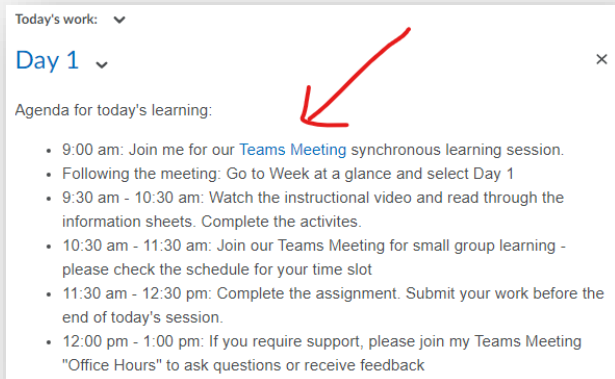 Today's work:
Day 1
Agenda for today's learning:
• 9:00 am: Join me for our Teams Meeting synchronous learning session.
• Following the meeting: Go to Week at a glance and select Day 1
• 9:30 am - 10:30 am: Watch the instructional video and read through the
information sheets. Complete the activites.
• 10:30 am - 11:30 am: Join our Teams Meeting for small group learning -
please check the schedule for your time slot
• 11:30 am - 12:30 pm: Complete the assignment. Submit your work before the
end of today's session.
• 12:00 pm - 1:00 pm: If you require support, please join my Teams Meeting
"Office Hours" to ask questions or receive feedback